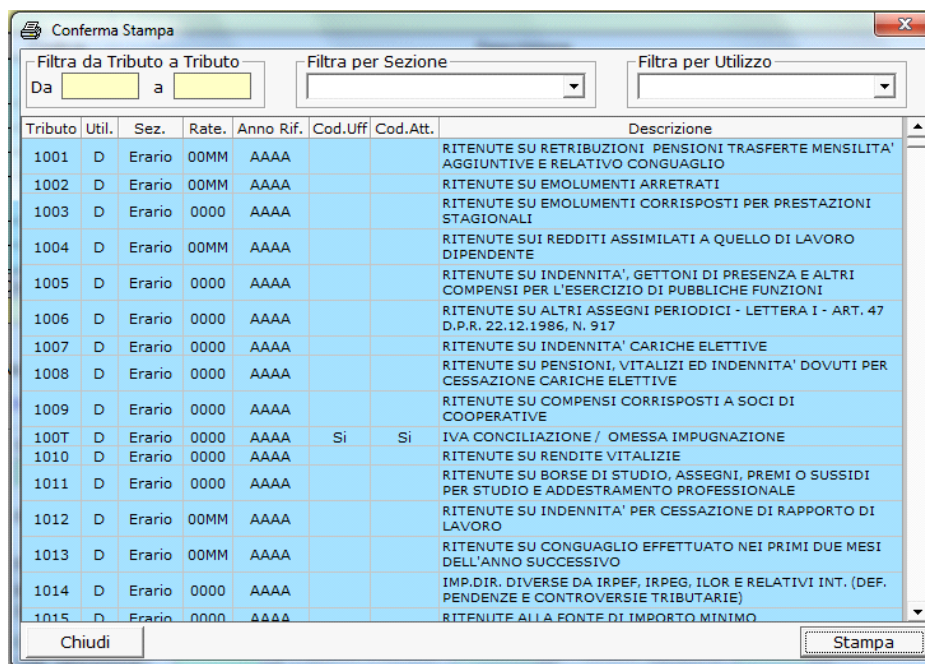 Conferma Stampa
Filtra da Tributo a Tributo
Da a
Filtra per Sezione
Filtra per Utilizzo
Tributo Util. Sez. Rate. Anno Rif. Cod.Uff Cod.Att. Descrizione
1001 D Erario 00MM AAAA RITENUTE SU RETRIBUZIONI PENSIONI TRASFERTE MENSILITA'
AGGIUNTIVE E RELATIVO CONGUAGLIO
1002 D Erario 00MM AAAA RITENUTE SU EMOLUMENTI ARRETRATI
1003 D Erario 0000 AAAA RITENUTE SU EMOLUMENTI CORRISPOSTI PER PRESTAZIONI
STAGIONALI
1004 D Erario 00MM AAAA RITENUTE SUI REDDITI ASSIMILATI A QUELLO DI LAVORO
DIPENDENTE
1005 D Erario 0000 AAAA RITENUTE SU INDENNITA', GETTONI DI PRESENZA E ALTRI
COMPENSI PER L'ESERCIZIO DI PUBBLICHE FUNZIONI
1006 D Erario 0000 AAAA RITENUTE SU ALTRI ASSEGNI PERIODICI - LETTERA I - ART. 47
D.P.R. 22.12.1986, N. 917
1007 D Erario 0000 AAAA RITENUTE SU INDENNITA' CARICHE ELETTIVE
1008 D Erario 0000 AAAA RITENUTE SU PENSIONI, VITALIZI ED INDENNITA' DOVUTI PER
CESSAZIONE CARICHE ELETTIVE
1009 D Erario 0000 AAAA RITENUTE SU COMPENSI CORRISPOSTI A SOCI DI
COOPERATIVE
100T D Erario 0000 AAAA Si Si IVA CONCILIAZIONE / OMESSA IMPUGNAZIONE
1010 D Erario 0000 AAAA RITENUTE SU RENDITE VITALIZIE
1011 D Erario 0000 AAAA RITENUTE SU BORSE DI STUDIO, ASSEGNI, PREMI O SUSSIDI
PER STUDIO E ADDESTRAMENTO PROFESSIONALE
1012 D Erario 00MM AAAA RITENUTE SU INDENNITA' PER CESSAZIONE DI RAPPORTO DI
LAVORO
1013 D Erario 00MM AAAA RITENUTE SU CONGUAGLIO EFFETTUATO NEI PRIMI DUE MESI
DELL'ANNO SUCCESSIVO
1014 D Erario 0000 AAAA IMP.DIR. DIVERSE DA IRPEF, IRPEG, ILOR E RELATIVI INT. (DEF.
PENDENZE E CONTROVERSIE TRIBUTARIE)
1015 D Erario 0000 AAAA RITENUTE ALLA FONTE DI IMPORTO MINIMO
Chiudi
Stampa